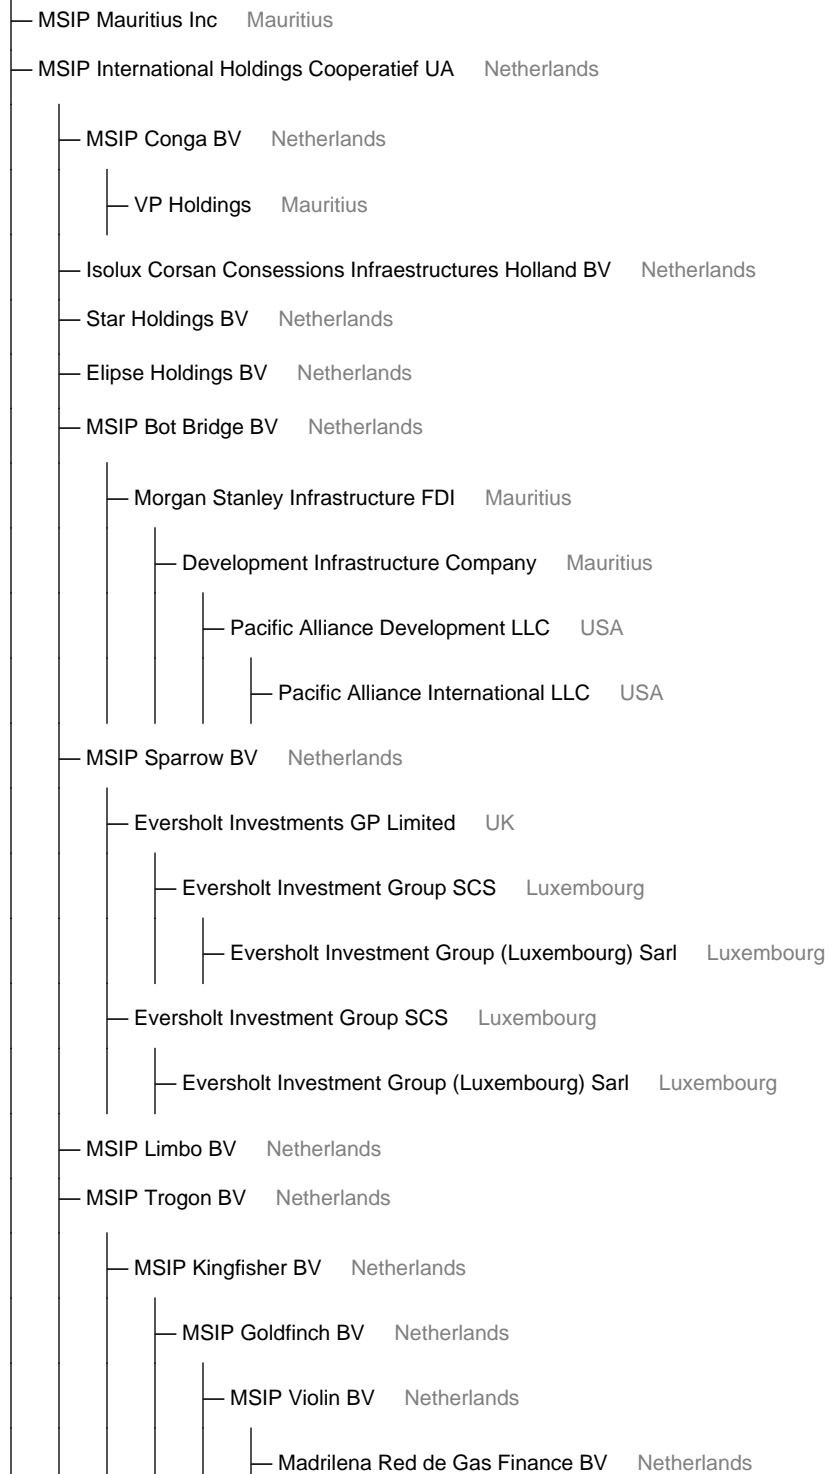 MSIP Mauritius Inc Mauritius
MSIP International Holdings Cooperatief UA Netherlands
MSIP Conga BV Netherlands
VP Holdings Mauritius
Isolux Corsan Consessions Infraestructures Holland BV Netherlands
Star Holdings BV Netherlands
Elipse Holdings BV Netherlands
MSIP Bot Bridge BV Netherlands
Morgan Stanley Infrastructure FDI Mauritius
Development Infrastructure Company Mauritius
Pacific Alliance Development LLC USA
Pacific Alliance International LLC USA
MSIP Sparrow BV Netherlands
Eversholt Investments GP Limited UK
Eversholt Investment Group SCS Luxembourg
Eversholt Investment Group (Luxembourg) Sarl Luxembourg
Eversholt Investment Group SCS Luxembourg
Eversholt Investment Group (Luxembourg) Sarl Luxembourg
MSIP Limbo BV Netherlands
MSIP Trogon BV Netherlands
MSIP Kingfisher BV Netherlands
MSIP Goldfinch BV Netherlands
MSIP Violin BV Netherlands
Madrilena Red de Gas Finance BV Netherlands